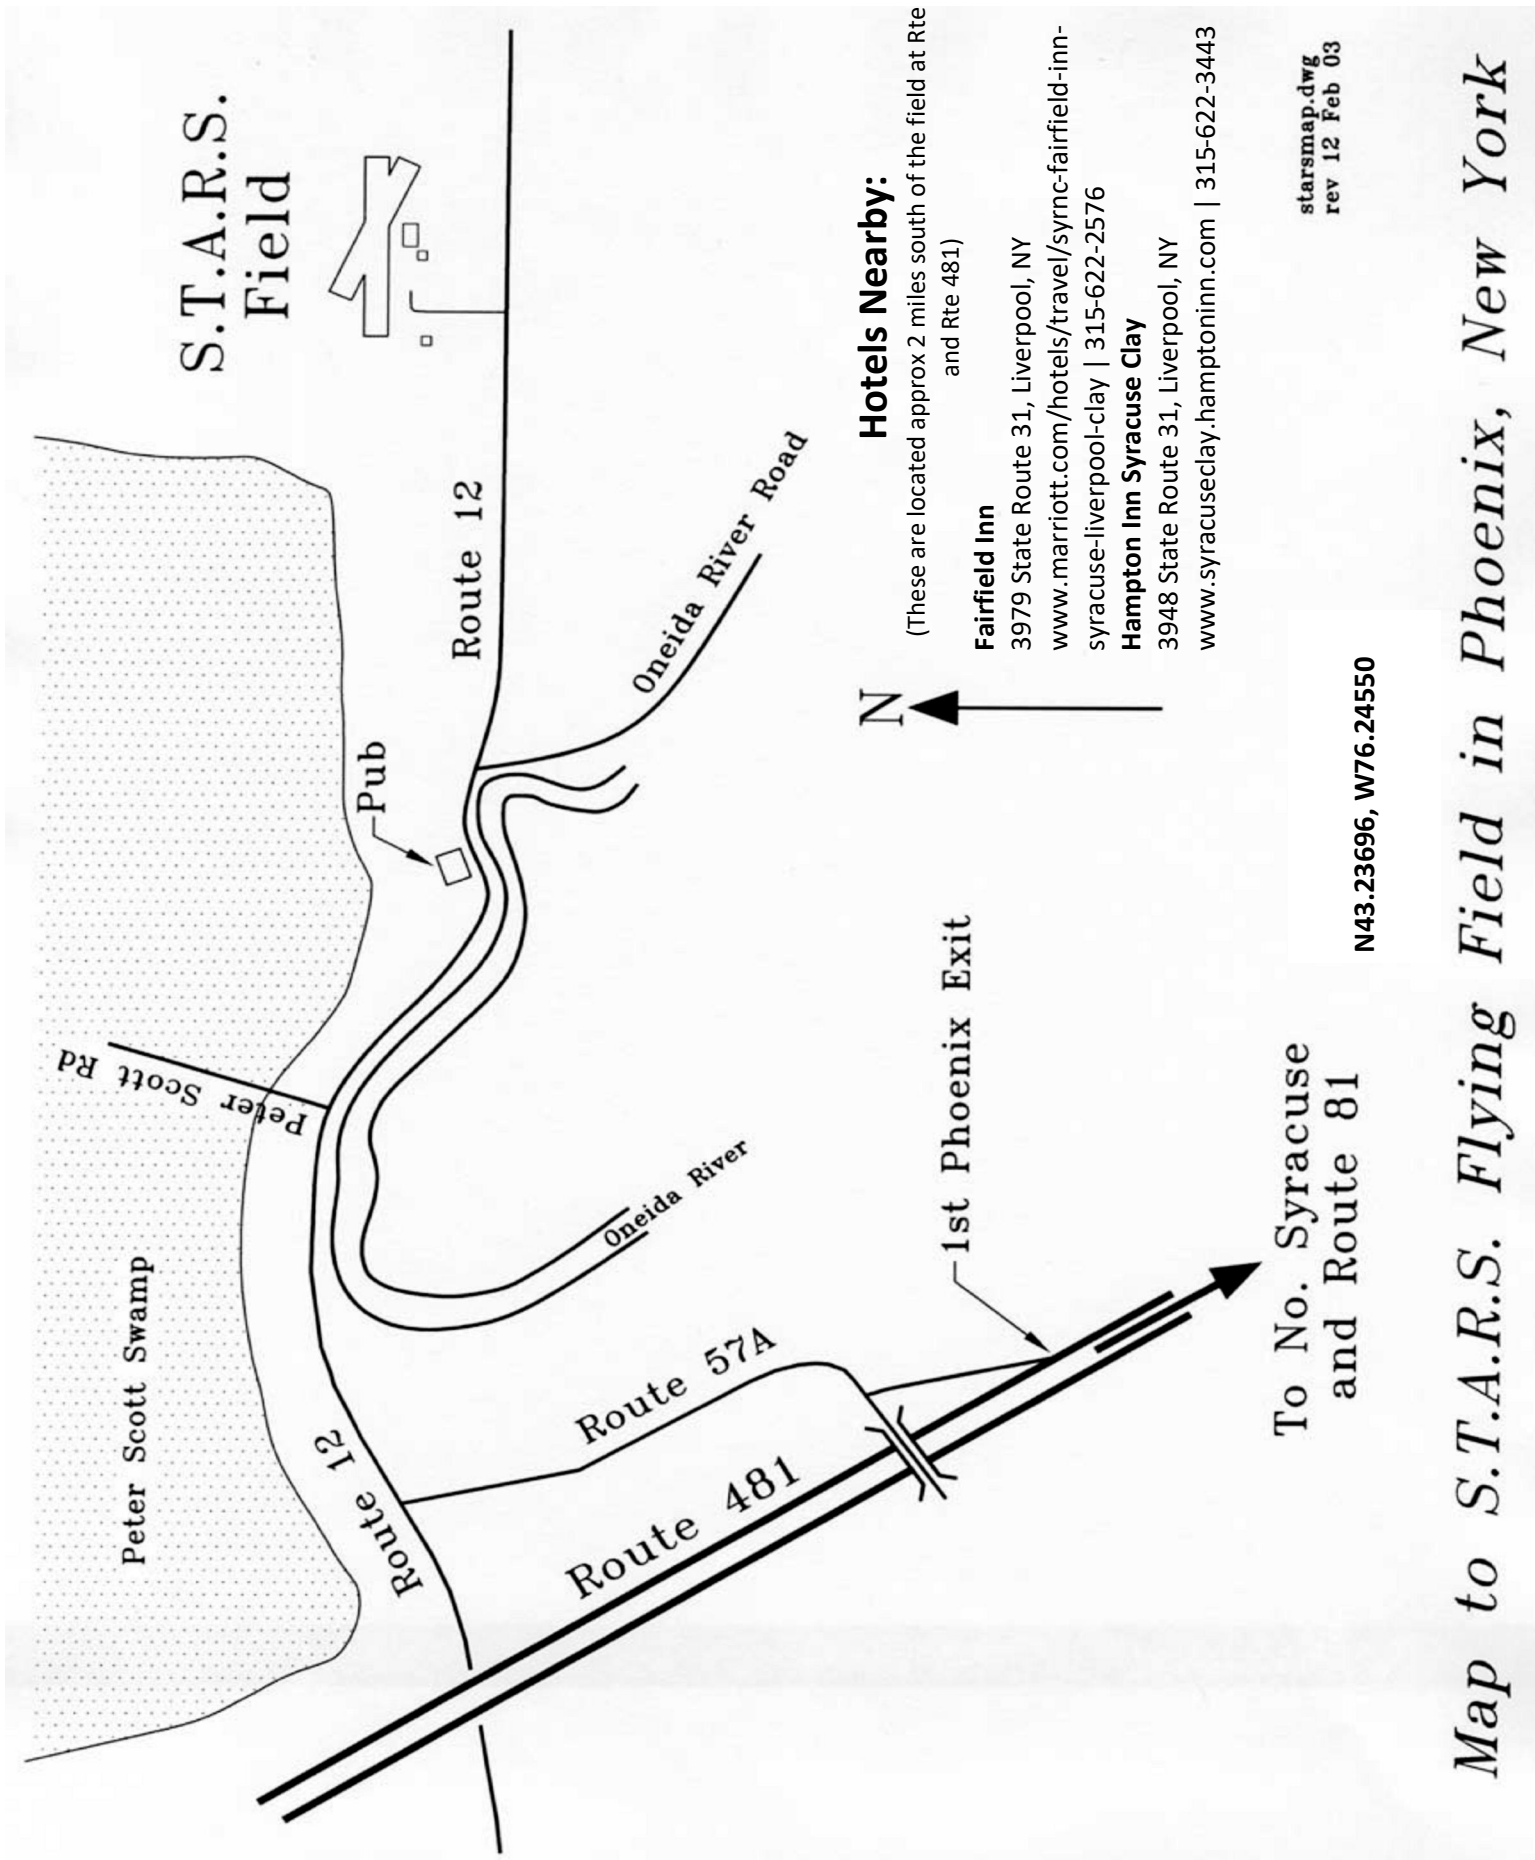 S.T.A.R.S.
Field
Peter Scott Swamp
Peter Scott Rd
Pub
Route 12
Route 12
Oneida River Road
Oneida River
Route 57A
Route 481
1st Phoenix Exit
To No. Syracuse
and Route 81
N
Hotels Nearby:
(These are located approx 2 miles south of the field at Rte
and Rte 481)
Fairfield Inn
3979 State Route 31, Liverpool, NY
www.marriott.com/hotels/travel/syrnc-fairfield-inn-
syracuse-liverpool-clay | 315-622-2576
Hampton Inn Syracuse Clay
3948 State Route 31, Liverpool, NY
www.syracuseclay.hamptoninn.com | 315-622-3443
starsmap.dwg
rev 12 Feb 03
N43.23696, W76.24550
Map to S.T.A.R.S. Flying Field in Phoenix, New York